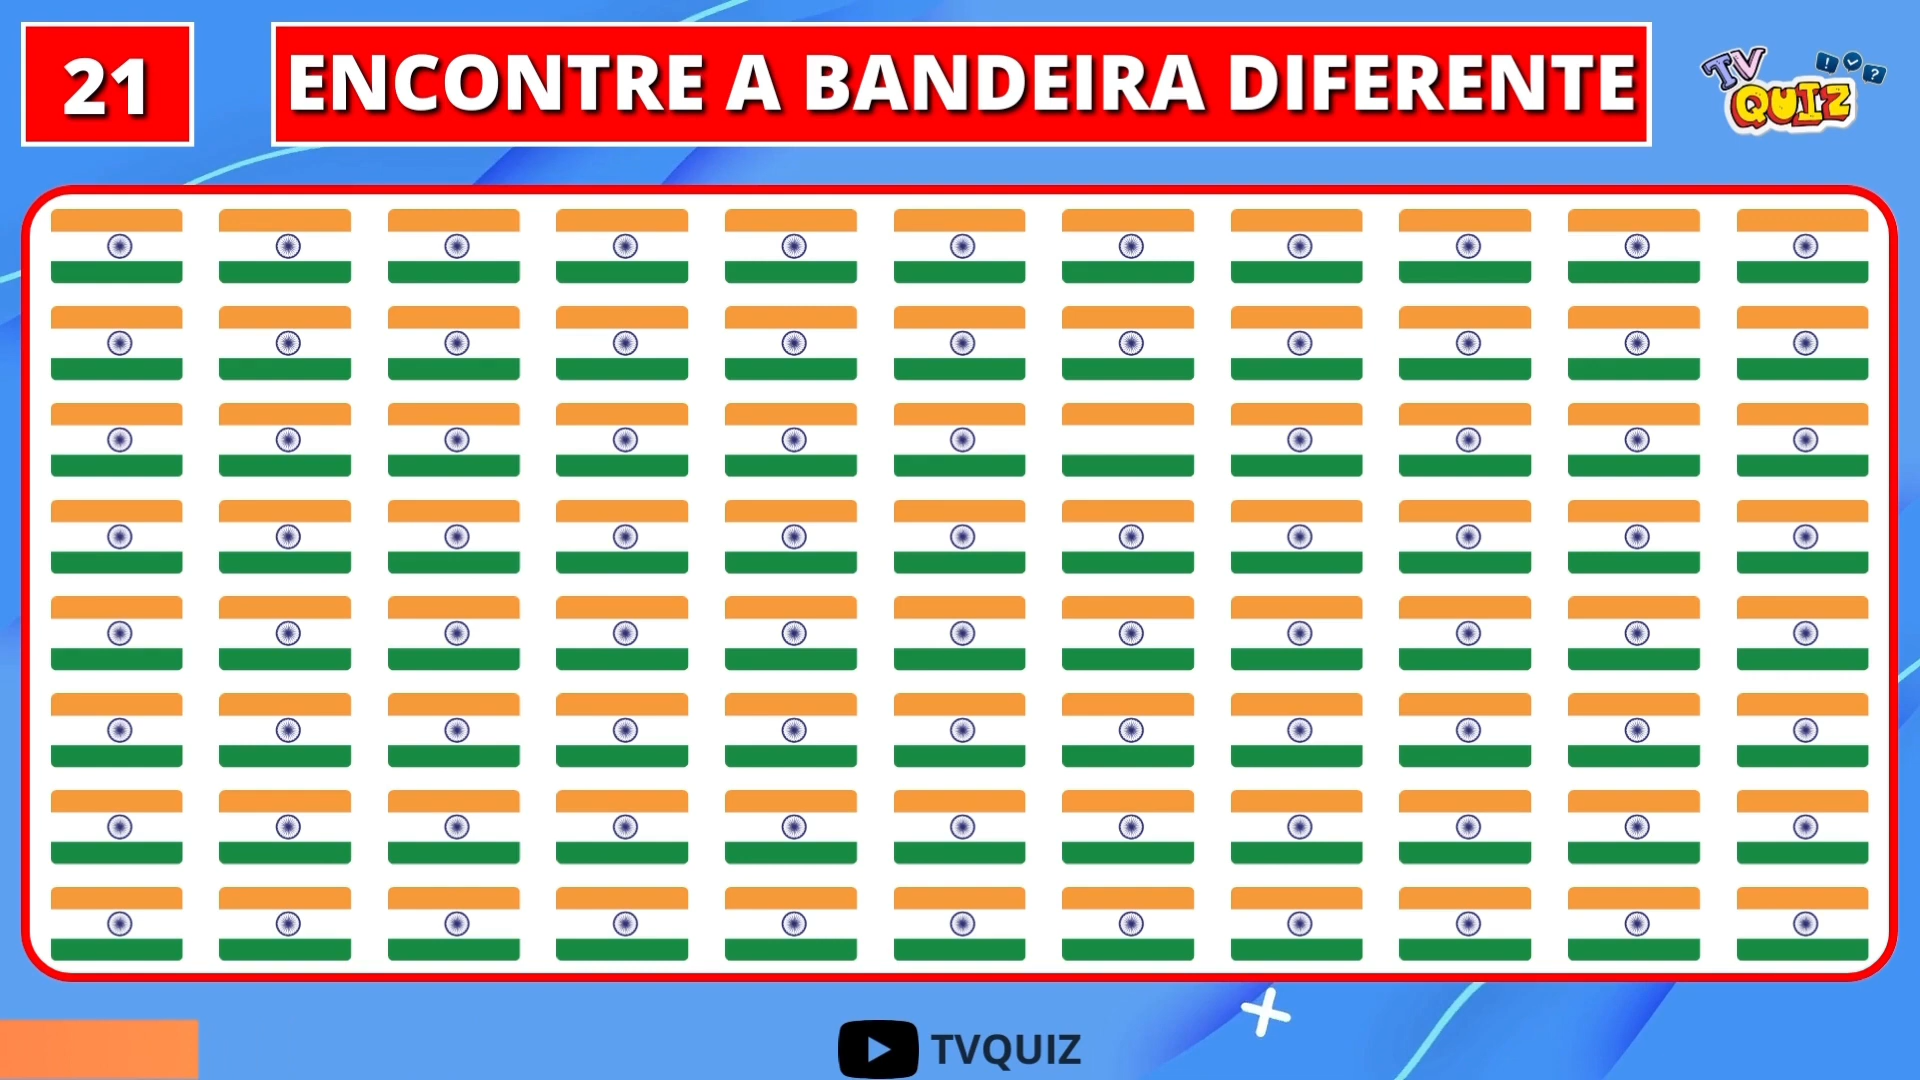 21
ENCONTRE A BANDEIRA DIFERENTE
TV
QUIZ
! ?
TVQUIZ